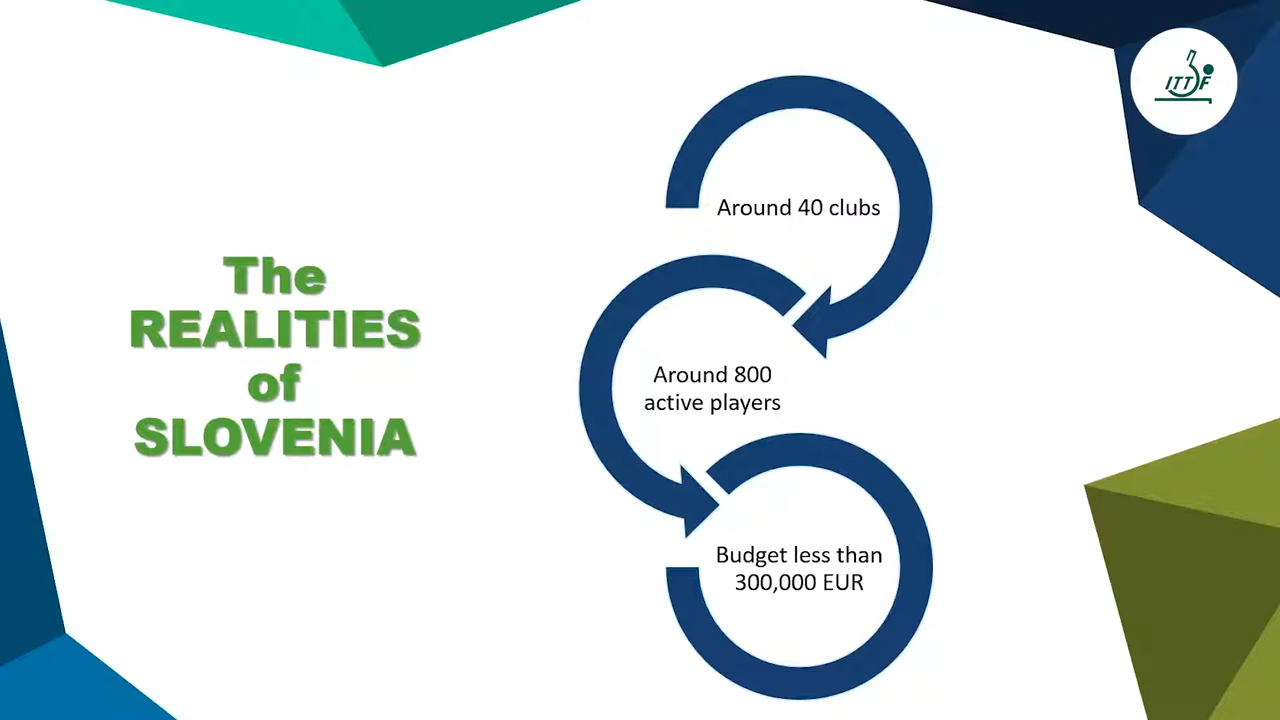 ITTF
The
REALITIES
of
SLOVENIA
Around 40 clubs
Around 800
active players
Budget less than
300,000 EUR